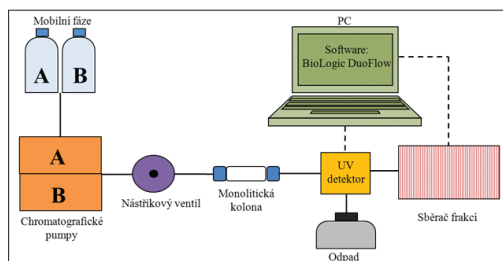 Mobilní fáze
A B
PC
Software:
BioLogic DuoFlow
A
B
Chromatografické
pumpy
Nástřikový ventil
Monolitická
kolona
UV
detektor
Odpad
Sběrač frakcí